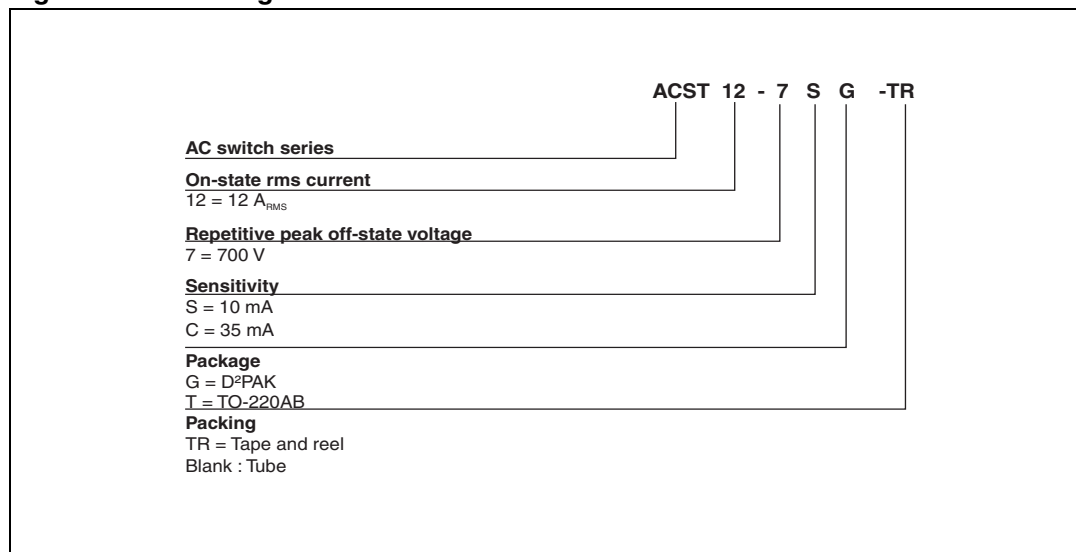 ACST 12 - 7 S G -TR
AC switch series
On-state rms current
12 = 12 A RMS
Repetitive peak off-state voltage
7 = 700 V
Sensitivity
S = 10 mA
C = 35 mA
Package
G = D²PAK
T = TO-220AB
Packing
TR = Tape and reel
Blank : Tube